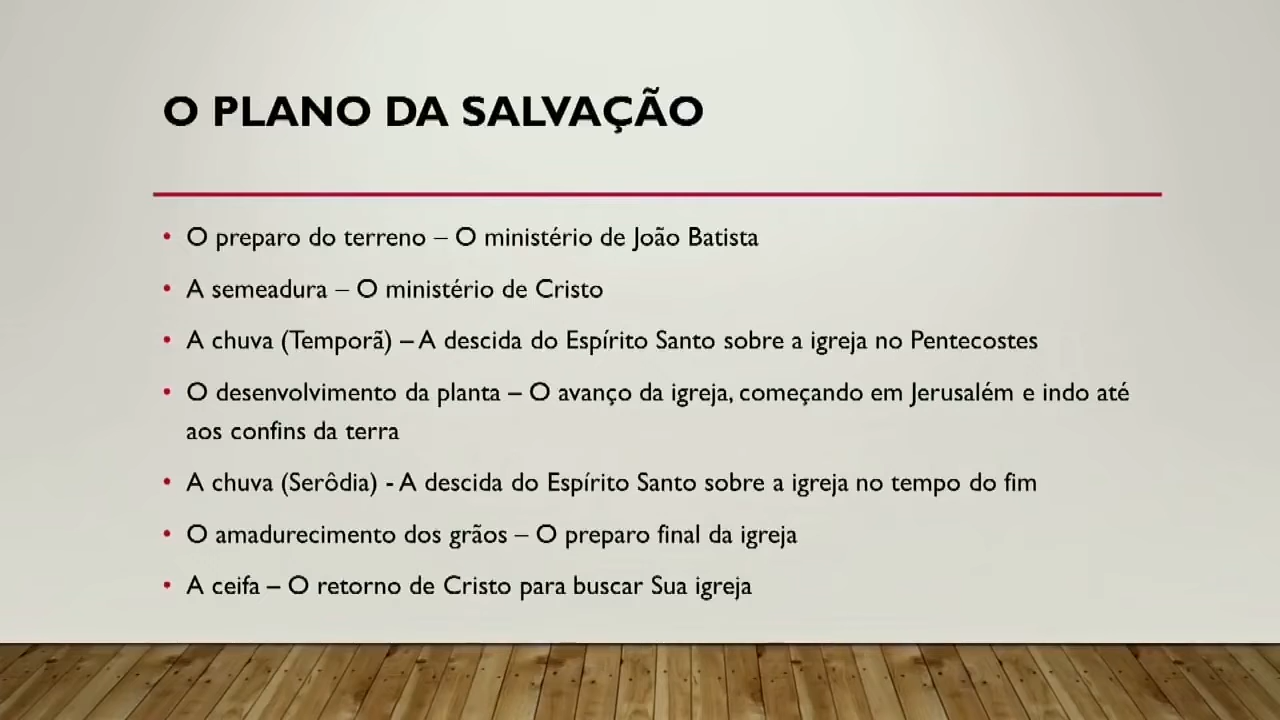 O PLANO DA SALVAÇÃO
• O preparo do terreno – O ministério de João Batista
• A semeadura – O ministério de Cristo
• A chuva (Temporã) – A descida do Espírito Santo sobre a igreja no Pentecostes
• O desenvolvimento da planta – O avanço da igreja, começando em Jerusalém e indo até
aos confins da terra
• A chuva (Serôdia) - A descida do Espírito Santo sobre a igreja no tempo do fim
• O amadurecimento dos grãos – O preparo final da igreja
• A ceifa – O retorno de Cristo para buscar Sua igreja